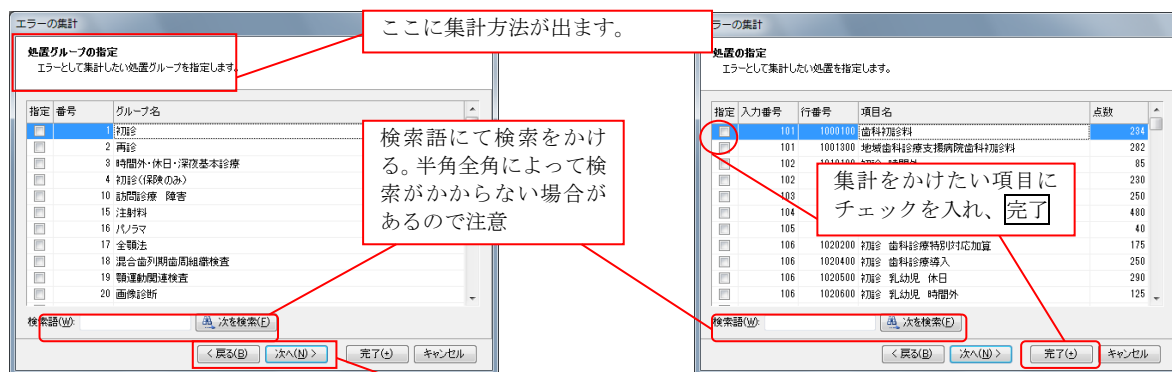 エラーの集計
処置グループの指定
エラーとして集計したい処置グループを指定します。
指定 番号 グループ名
1 初診
2 再診
3 時間外・休日・深夜基本診療
4 初診(保険のみ)
10 訪問診療 障害
15 注射料
16 パノラマ
17 全顎法
18 混合歯列期歯周組織検査
19 顎運動関連検査
20 画像診断
検索語(W): 次を検索(F)
< 戻る(B) 次へ(N) > 完了(+) キャンセル
ここに集計方法が出ます。
検索語にて検索をかけ
る。半角全角によって検
索がかからない場合が
あるので注意
ラーの集計
処置の指定
エラーとして集計したい処置を指定します。
指定 入力番号 行番号 項目名 点数
101 1000100 歯科初診料 234
101 1001300 地域歯科診療支援病院歯科初診料 282
102 85
102 230
103 250
104 480
105 40
106 1020200 初診 歯科診療特別対応加算 175
106 1020400 初診 歯科診療導入 250
106 1020500 初診 乳幼児 休日 290
106 1020600 初診 乳幼児 時間外 125
集計をかけたい項目に
チェックを入れ、完了
検索語(W): 次を検索(F)
< 戻る(B) 次へ(N) > 完了(+) キャンセル